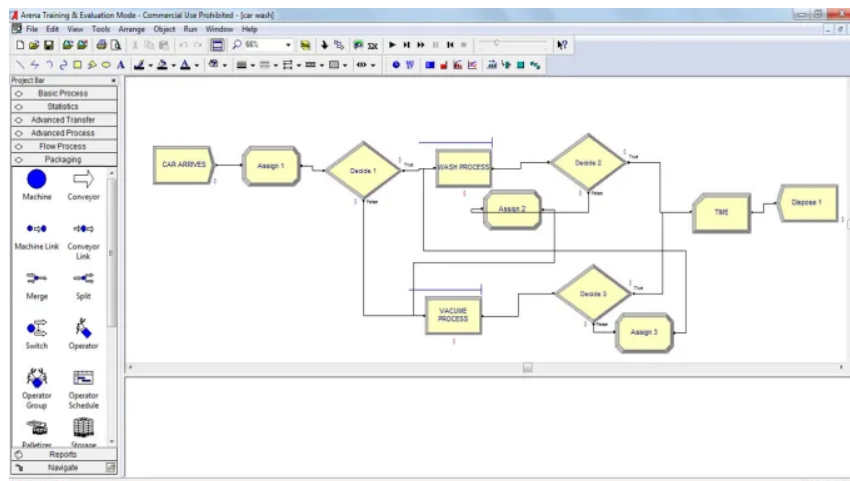 Arena Training & Evaluation Mode - Commercial Use Prohibited - [car wash]
File Edit View Tools Arrange Object Run Window Help
66%
Project Bar
Basic Process
Statistics
Advanced Transfer
Advanced Process
Flow Process
Packaging
Machine Conveyor
Machine Link Conveyor Link
Merge Split
Switch Operator
Operator Group Operator Schedule
Palletizer Storage
Reports
Navigate
CAR ARRIVES
Assign 1
Decide 1
True
False
WASH PROCESS
Assign 2
Decide 2
True
False
VACUME
PROCESS
Decide 3
True
False
Assign 3
TIME
Dispose 1